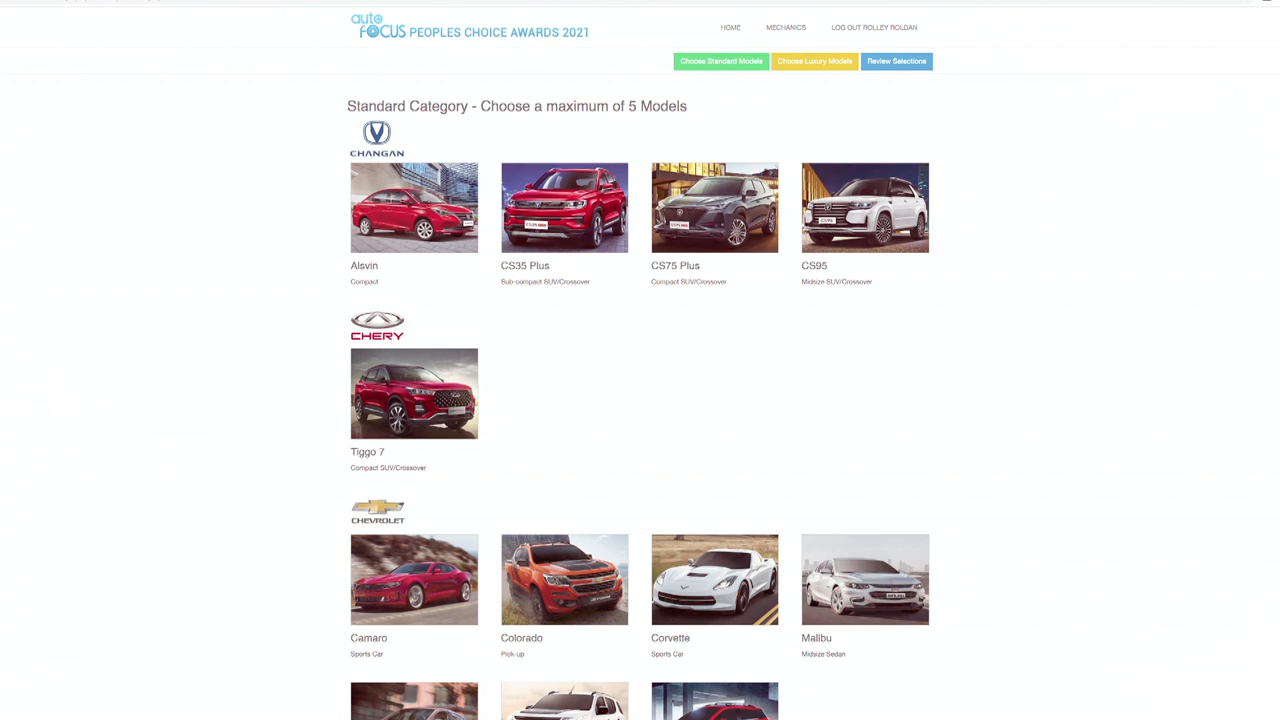 auto
FOCUS PEOPLES CHOICE AWARDS 2021
HOME MECHANICS LOG OUT ROLLEY ROLDAN
Choose Standard Models Choose Luxury Models Review Selections
Standard Category - Choose a maximum of 5 Models
CHANGAN
Alsvin CS35 Plus CS75 Plus CS95
Compact Sub-compact SUV/Crossover Compact SUV/Crossover Midsize SUV/Crossover
CHERY
Tiggo 7
Compact SUV/Crossover
CHEVROLET
Camaro Colorado Corvette Malibu
Sports Car Pick-up Sports Car Midsize Sedan